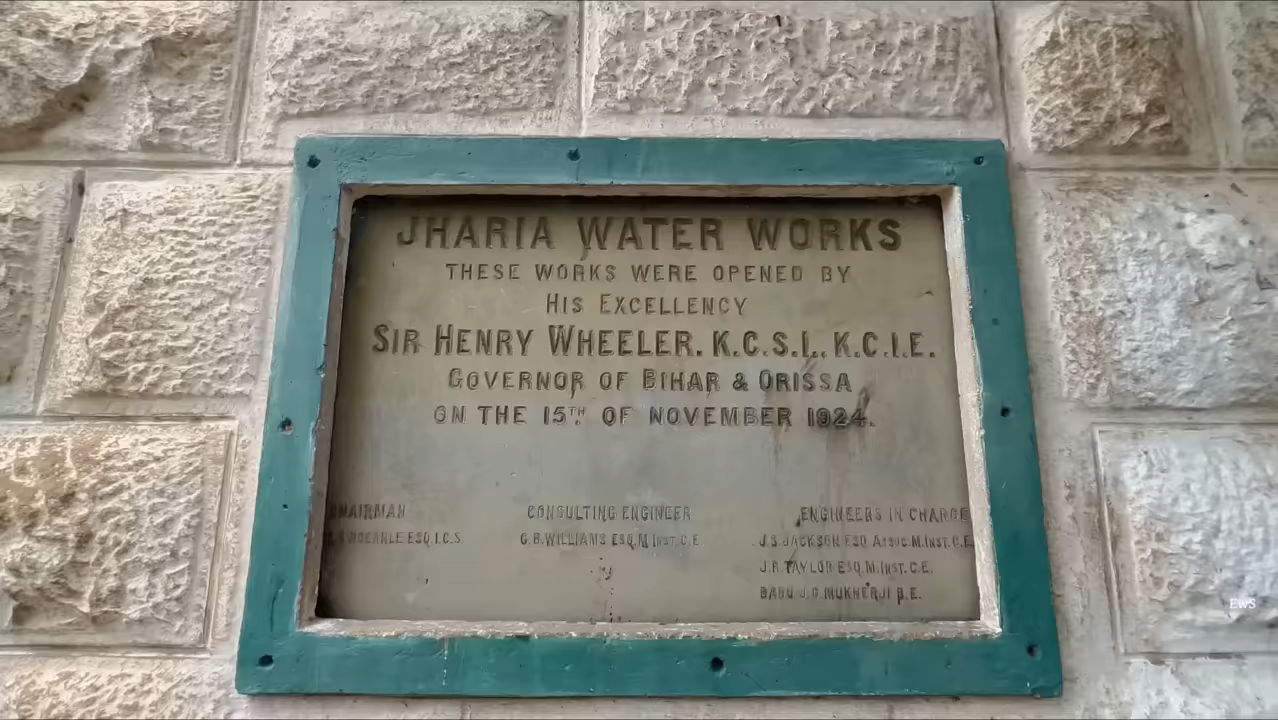 JHARIA WATER WORKS
THESE WORKS WERE OPENED BY
HIS EXCELLENCY
SIR HENRY WHEELER. K.C.S.I., K.C.I.E.
GOVERNOR OF BIHAR & ORISSA
ON THE 15TH. OF NOVEMBER 1924.
CHAIRMAN
HOERNLE ESQ I.C.S.
CONSULTING ENGINEER
G.B.WILLIAMS ESQ.M.INST.C.E.
ENGINEERS IN CHARGE
J.S.JACKSON ESQ ASSOC.M.INST.C.E.
J.R.TAYLOR ESQ.M.INST.C.E.
BABU J.C.MUKHERJI B.E.
EwS